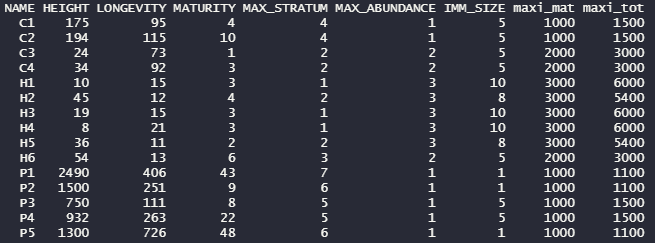 NAME HEIGHT LONGEVITY MATURITY MAX_STRATUM MAX_ABUNDANCE IMM_SIZE maxi_mat maxi_tot
C1 175 95 4 4 1 5 1000 1500
C2 194 115 10 4 1 5 1000 1500
C3 24 73 1 2 2 5 2000 3000
C4 34 92 3 2 2 5 2000 3000
H1 10 15 3 1 3 10 3000 6000
H2 45 12 4 2 3 8 3000 5400
H3 19 15 3 1 3 10 3000 6000
H4 8 21 3 1 3 10 3000 6000
H5 36 11 2 2 3 8 3000 5400
H6 54 13 6 3 2 5 2000 3000
P1 2490 406 43 7 1 1 1000 1100
P2 1500 251 9 6 1 1 1000 1100
P3 750 111 8 5 1 5 1000 1500
P4 932 263 22 5 1 5 1000 1500
P5 1300 726 48 6 1 1 1000 1100